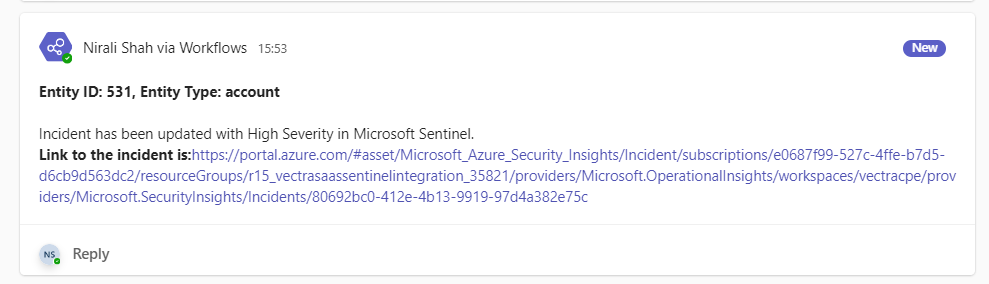 Nirali Shah via Workflows 15:53
New
Entity ID: 531, Entity Type: account
Incident has been updated with High Severity in Microsoft Sentinel.
Link to the incident is:https://portal.azure.com/#asset/Microsoft_Azure_Security_Insights/Incident/subscriptions/e0687f99-527c-4ffe-b7d5-
d6cb9d563dc2/resourceGroups/r15_vectrasaassentinelintegration_35821/providers/Microsoft.OperationalInsights/workspaces/vectracpe/pro
viders/Microsoft.SecurityInsights/Incidents/80692bc0-412e-4b13-9919-97d4a382e75c
NS Reply